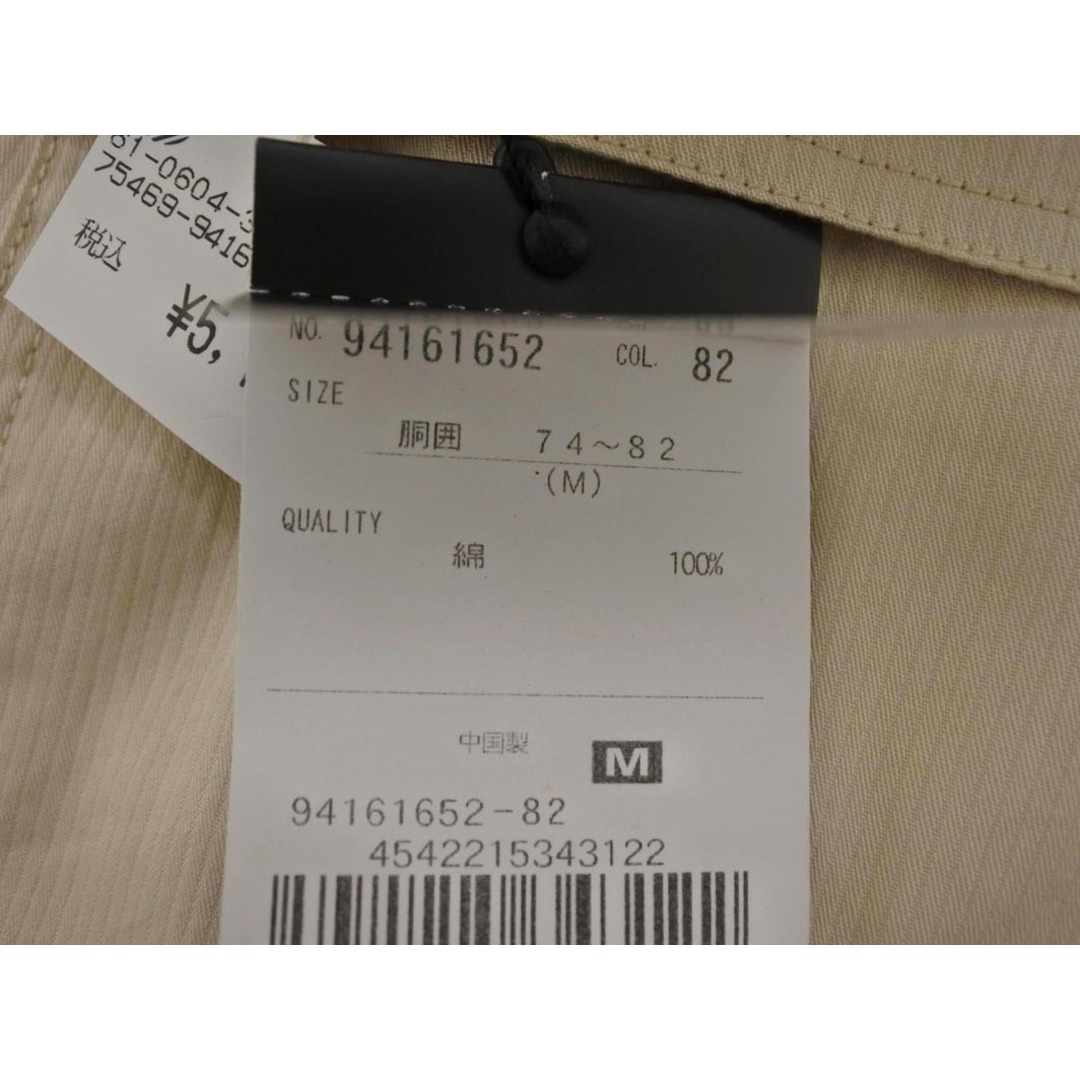 61-0604-3
75469-9416
税込
¥5,
NO. 94161652 COL. 82
SIZE
胴囲 74～82
(M)
QUALITY
綿 100%
中国製 M
94161652-82
4542215343122